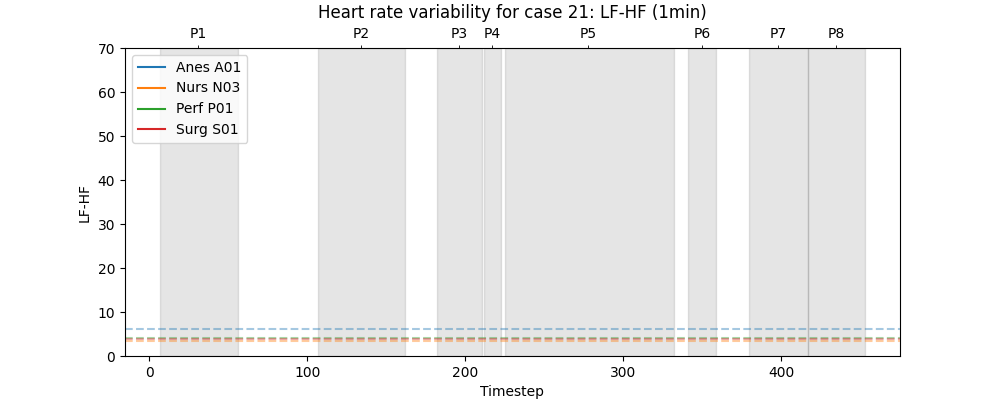 Heart rate variability for case 21: LF-HF (1min)
P1 P2 P3 P4 P5 P6 P7 P8
70
60
50
40
30
20
10
0
LF-HF
Anes A01
Nurs N03
Perf P01
Surg S01
0 100 200 300 400
Timestep